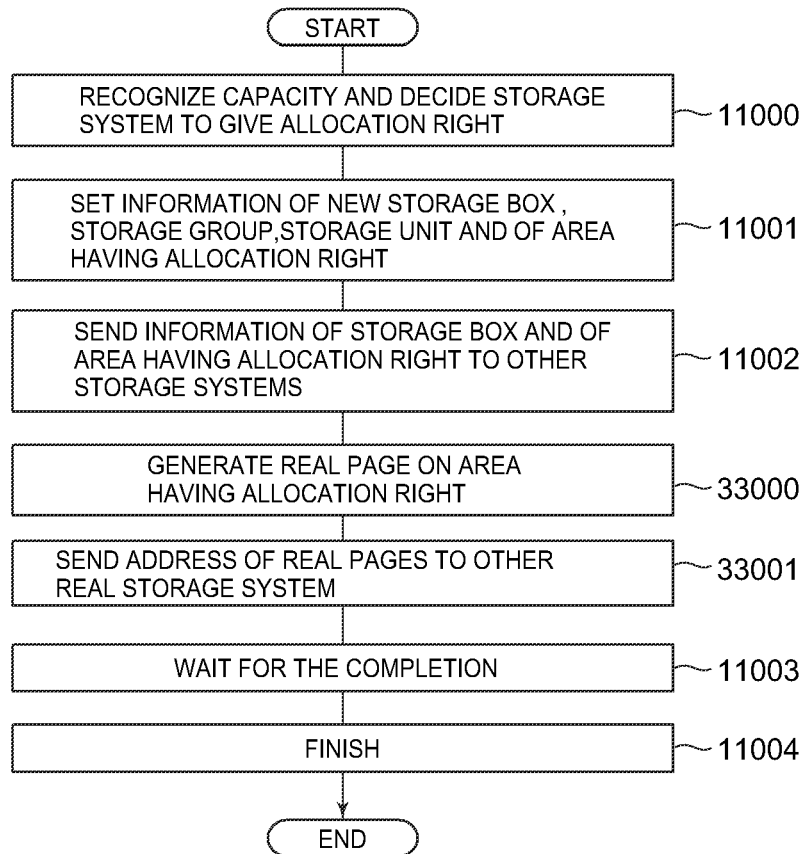 START
RECOGNIZE CAPACITY AND DECIDE STORAGE
SYSTEM TO GIVE ALLOCATION RIGHT
11000
SET INFORMATION OF NEW STORAGE BOX ,
STORAGE GROUP,STORAGE UNIT AND OF AREA
HAVING ALLOCATION RIGHT
11001
SEND INFORMATION OF STORAGE BOX AND OF
AREA HAVING ALLOCATION RIGHT TO OTHER
STORAGE SYSTEMS
11002
GENERATE REAL PAGE ON AREA
HAVING ALLOCATION RIGHT
33000
SEND ADDRESS OF REAL PAGES TO OTHER
REAL STORAGE SYSTEM
33001
WAIT FOR THE COMPLETION
11003
FINISH
11004
END